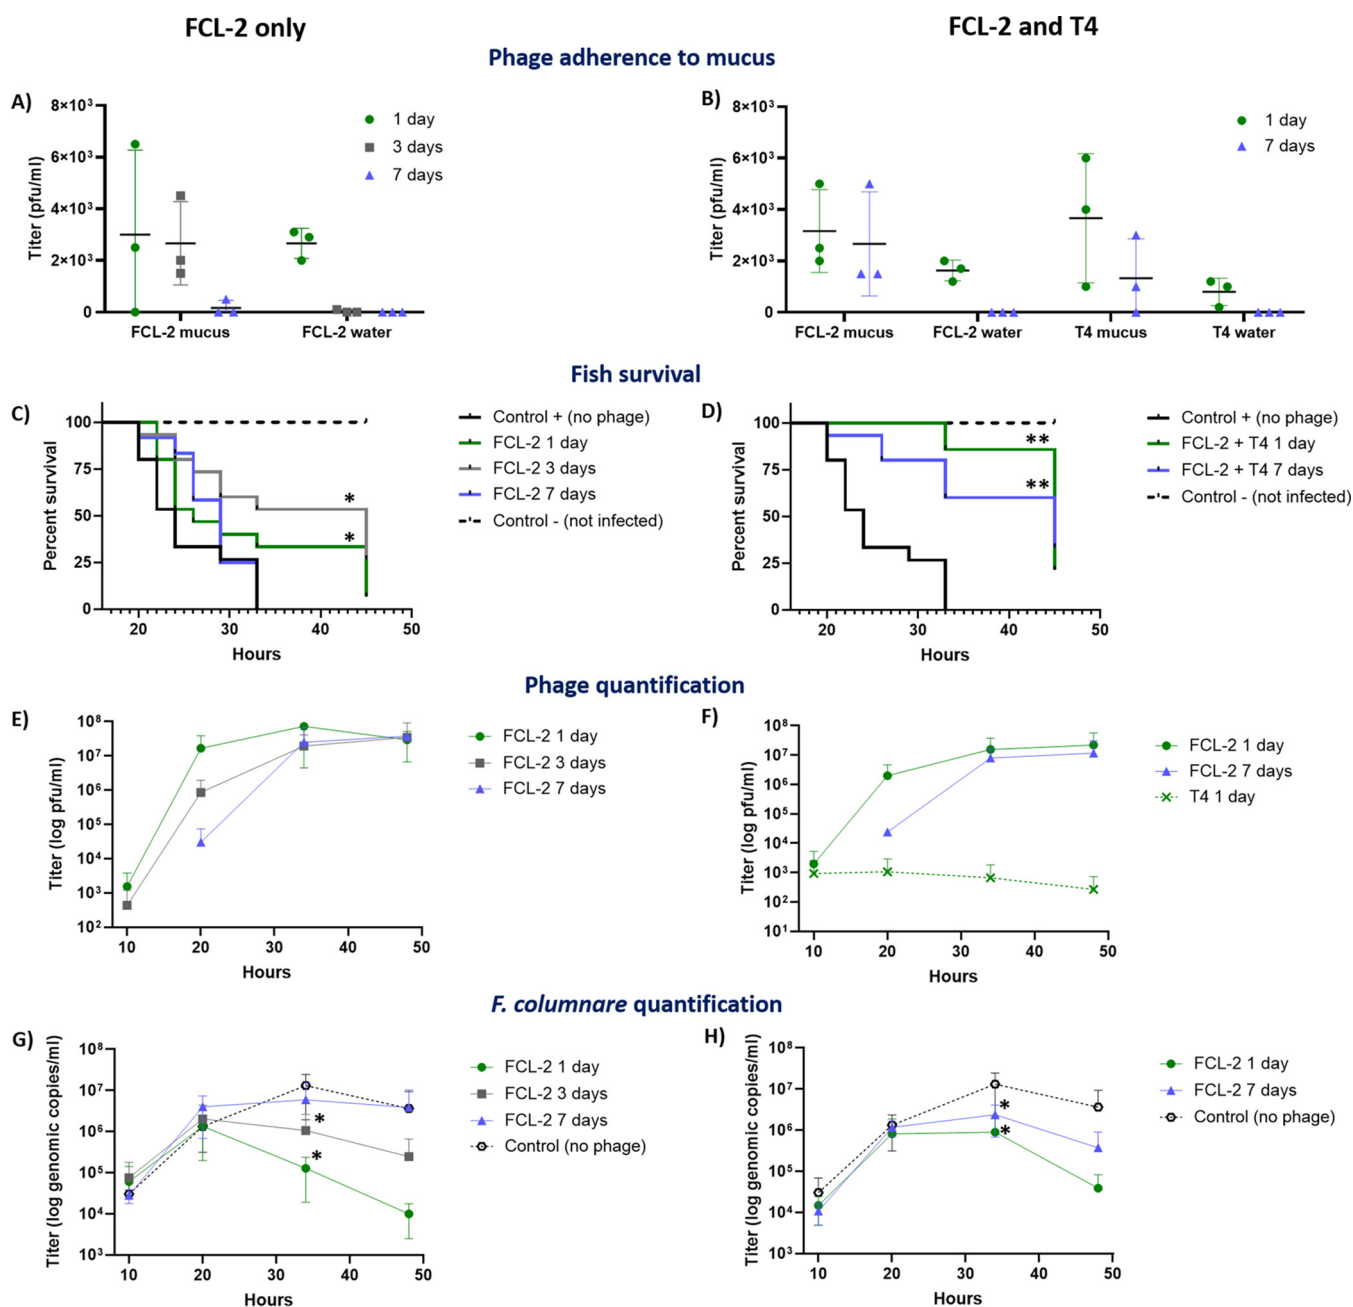 FCL-2 only
FCL-2 and T4
Phage adherence to mucus
A)
Titer (pfu/ml)
8×10³
6×10³
4×10³
2×10³
0
FCL-2 mucus
FCL-2 water
1 day
3 days
7 days
B)
Titer (pfu/ml)
8×10³
6×10³
4×10³
2×10³
0
FCL-2 mucus
FCL-2 water
T4 mucus
T4 water
1 day
7 days
Fish survival
C)
Percent survival
100
75
50
25
0
20
30
40
50
Hours
*
*
Control + (no phage)
FCL-2 1 day
FCL-2 3 days
FCL-2 7 days
Control - (not infected)
D)
Percent survival
100
75
50
25
0
20
30
40
50
Hours
**
**
Control + (no phage)
FCL-2 + T4 1 day
FCL-2 + T4 7 days
Control - (not infected)
Phage quantification
E)
Titer (log pfu/ml)
10⁸
10⁷
10⁶
10⁵
10⁴
10³
10²
10
20
30
40
50
Hours
FCL-2 1 day
FCL-2 3 days
FCL-2 7 days
F)
Titer (log pfu/ml)
10⁸
10⁷
10⁶
10⁵
10⁴
10³
10²
10¹
10
20
30
40
50
Hours
FCL-2 1 day
FCL-2 7 days
T4 1 day
F. columnare quantification
G)
Titer (log genomic copies/ml)
10⁸
10⁷
10⁶
10⁵
10⁴
10³
10
20
30
40
50
Hours
*
*
FCL-2 1 day
FCL-2 3 days
FCL-2 7 days
Control (no phage)
H)
Titer (log genomic copies/ml)
10⁸
10⁷
10⁶
10⁵
10⁴
10³
10
20
30
40
50
Hours
*
*
FCL-2 1 day
FCL-2 7 days
Control (no phage)